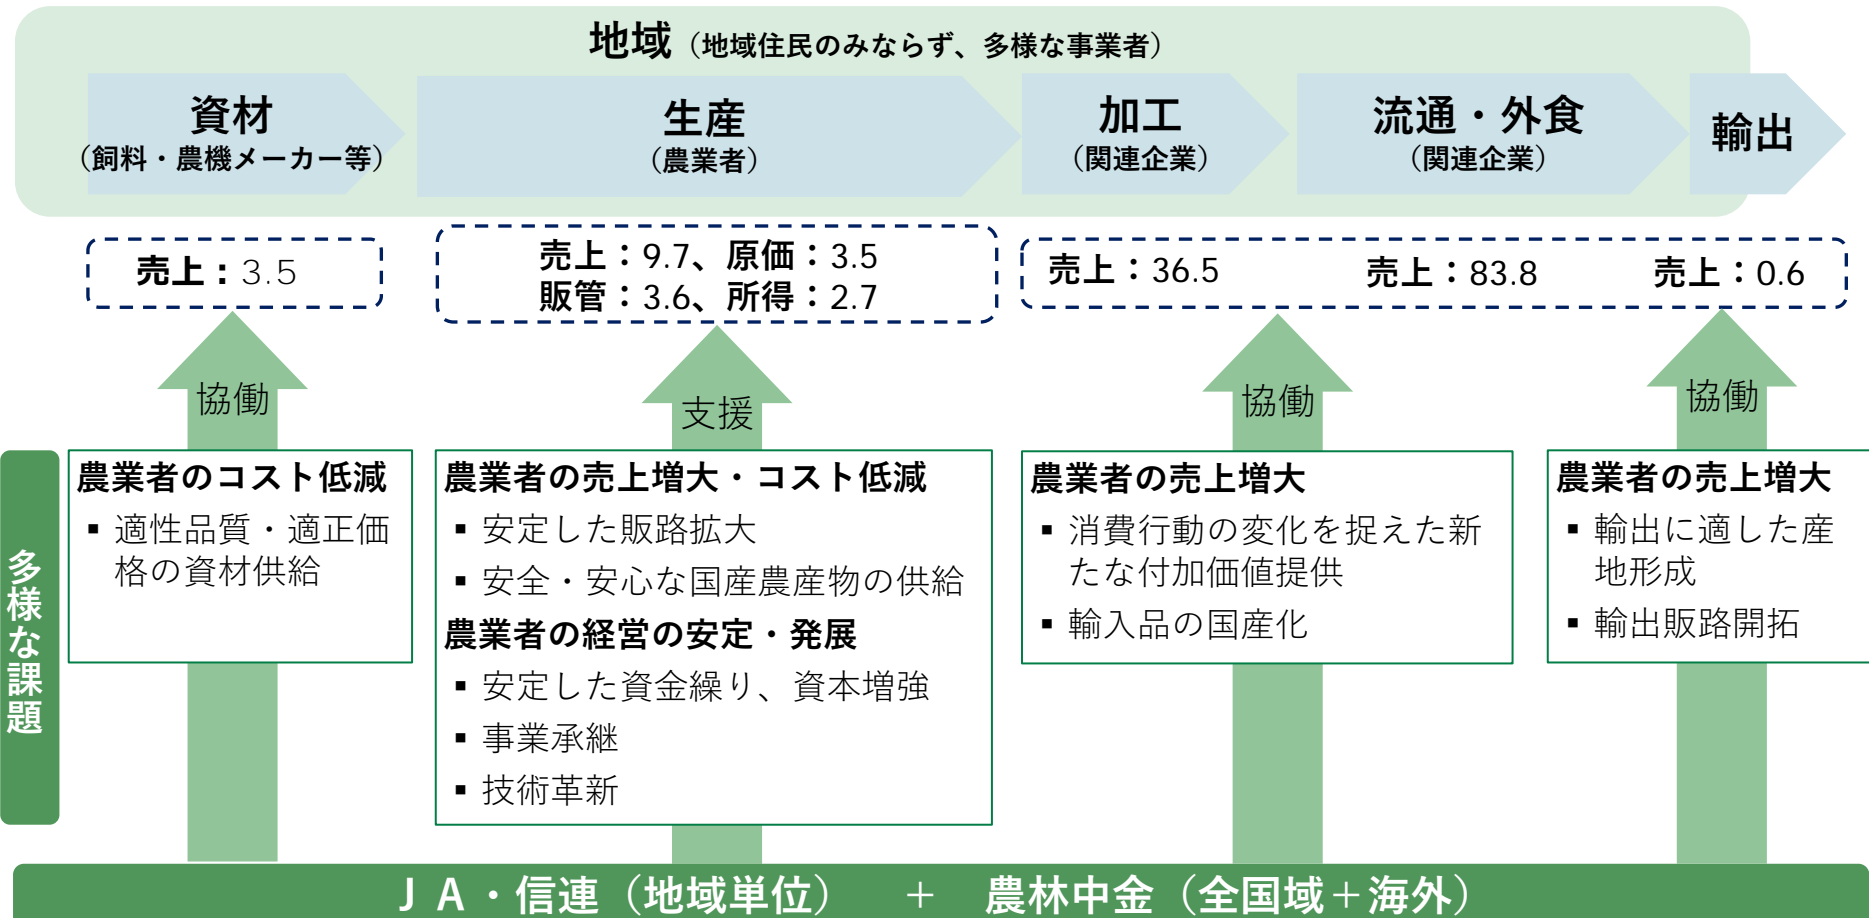 地域（地域住民のみならず、多様な事業者）
資材
（飼料・農機メーカー等）
生産
（農業者）
加工
（関連企業）
流通・外食
（関連企業）
輸出
売上：3.5
売上：9.7、原価：3.5
販管：3.6、所得：2.7
売上：36.5
売上：83.8
売上：0.6
協働
支援
協働
協働
多様な課題
農業者のコスト低減
▪ 適性品質・適正価
格の資材供給
農業者の売上増大・コスト低減
▪ 安定した販路拡大
▪ 安全・安心な国産農産物の供給
農業者の経営の安定・発展
▪ 安定した資金繰り、資本増強
▪ 事業承継
▪ 技術革新
農業者の売上増大
▪ 消費行動の変化を捉えた新
たな付加価値提供
▪ 輸入品の国産化
農業者の売上増大
▪ 輸出に適した産
地形成
▪ 輸出販路開拓
ＪＡ・信連（地域単位）　＋　農林中金（全国域＋海外）